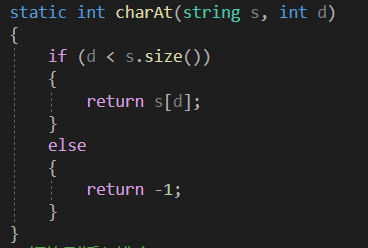 static int charAt(string s, int d)
{
    if (d < s.size())
    {
        return s[d];
    }
    else
    {
        return -1;
    }
}